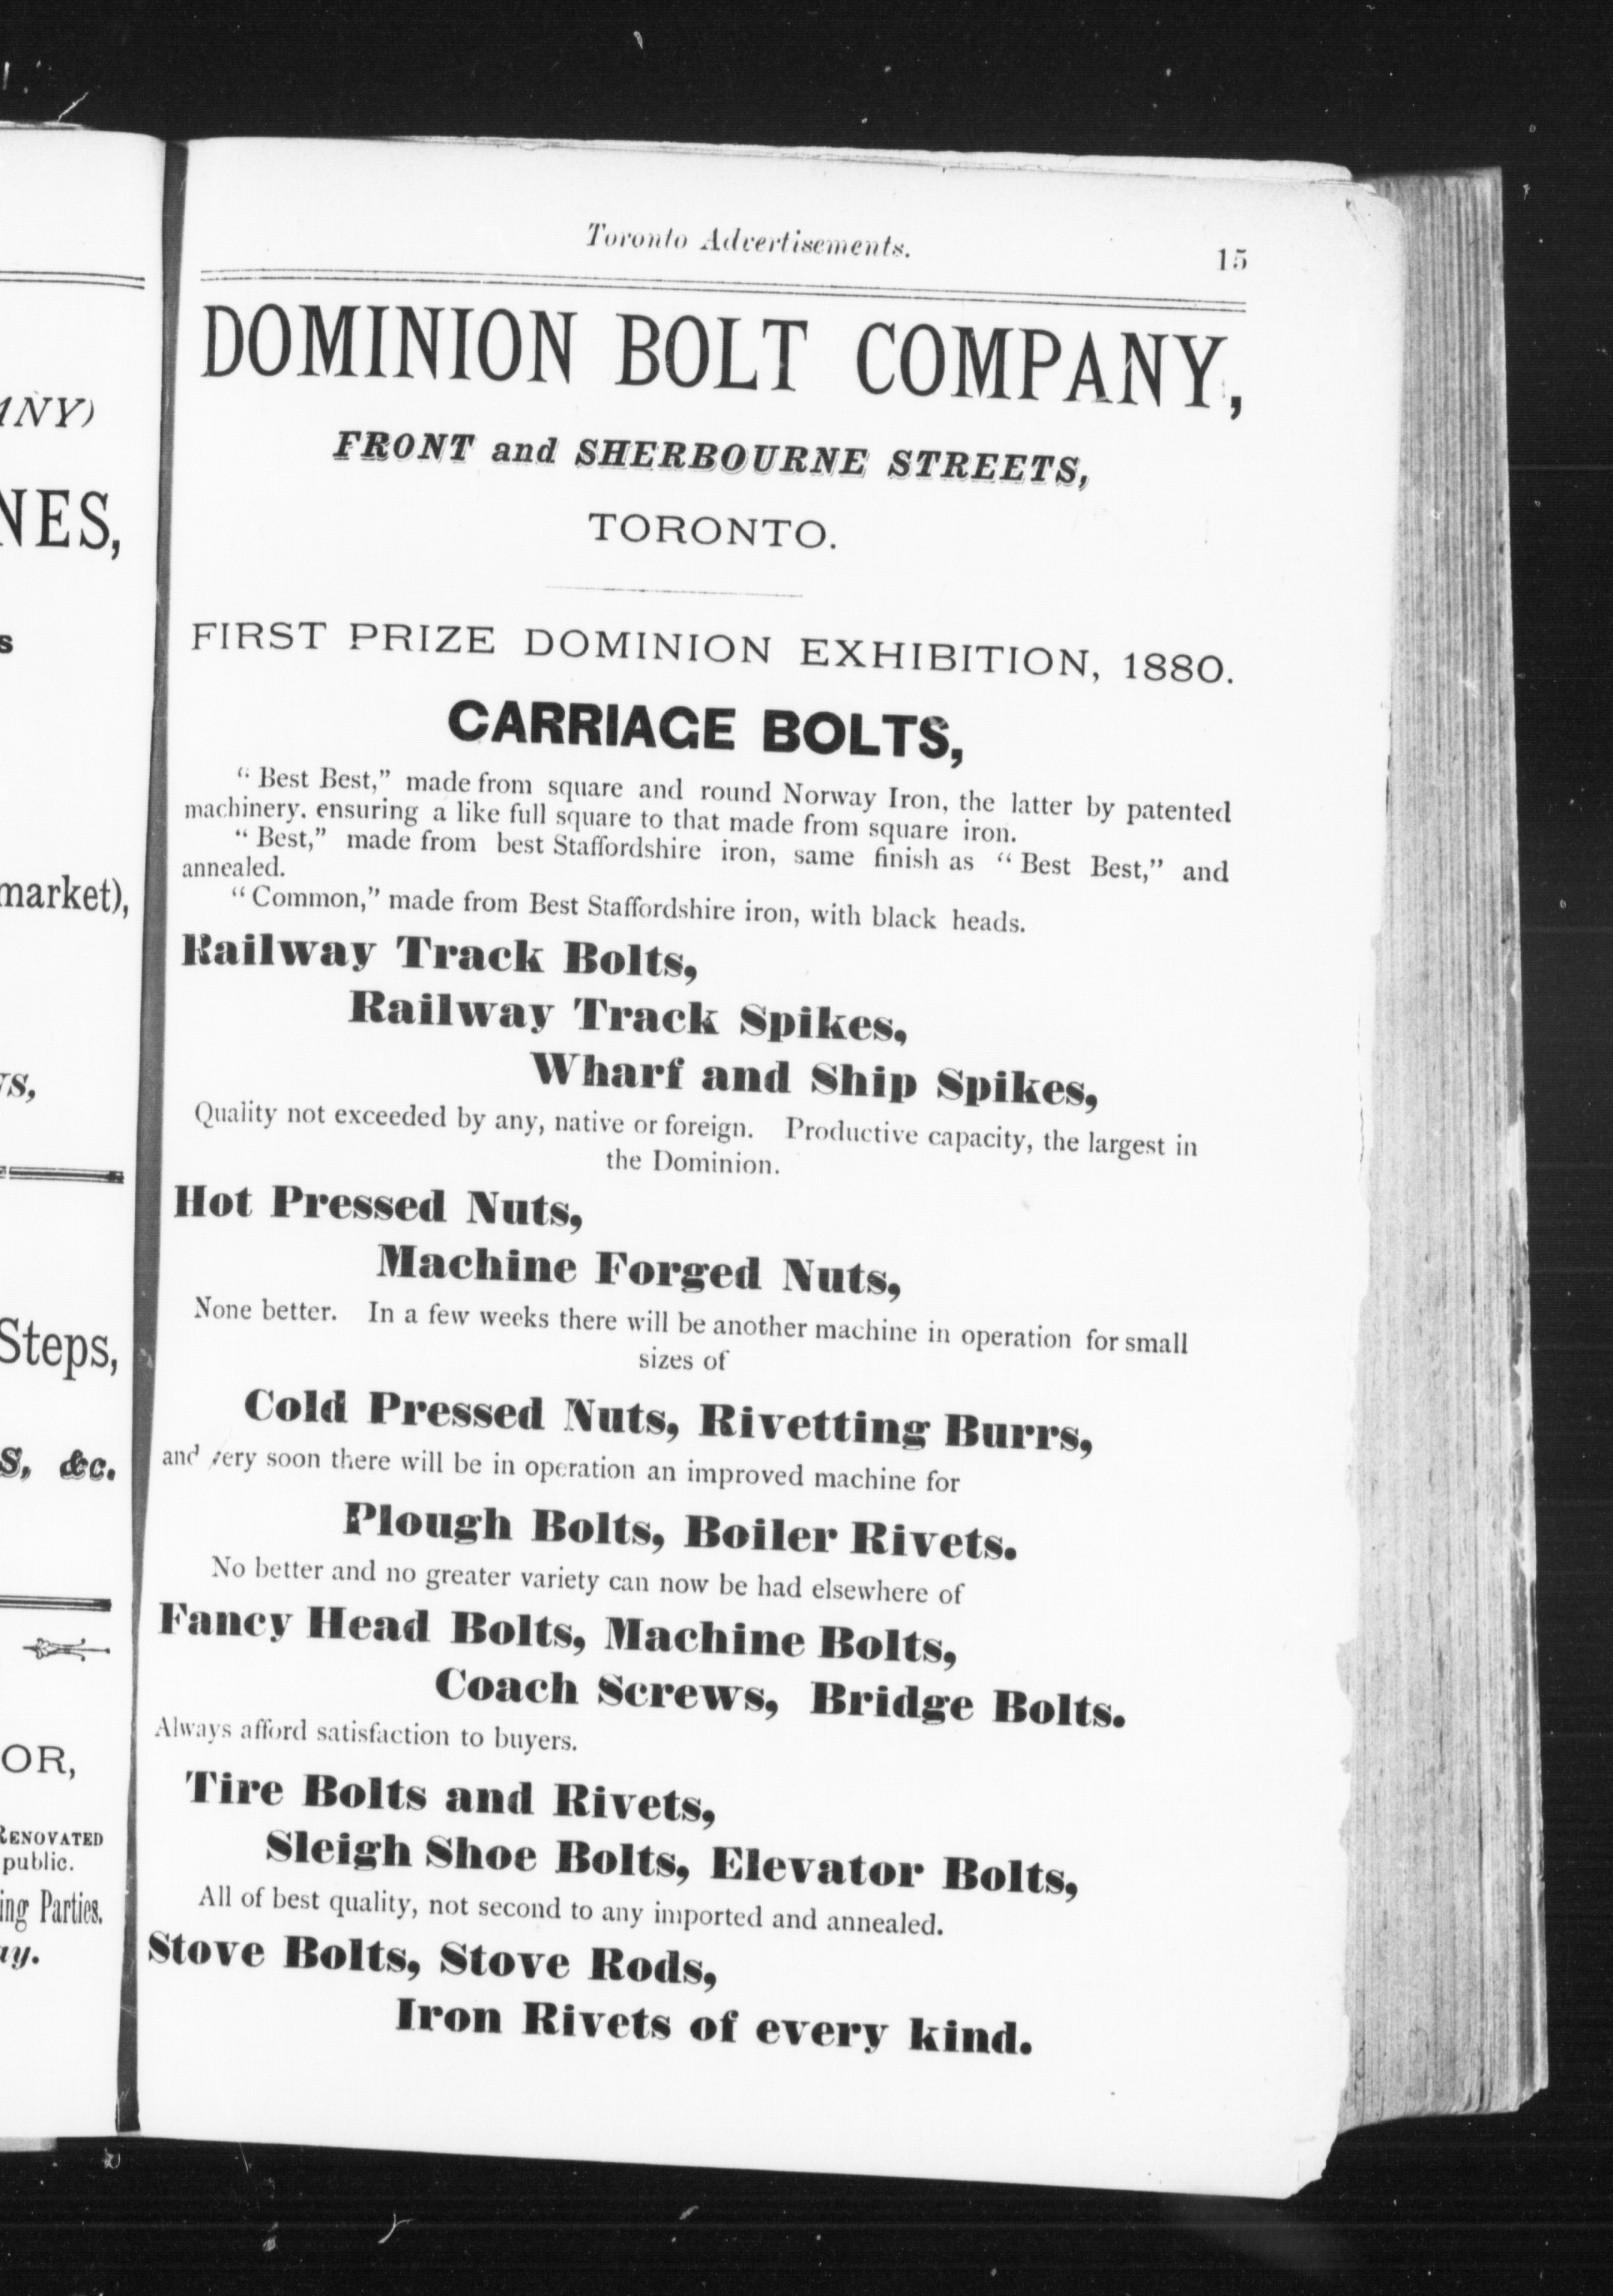 ANY)
NES,
s
market),
Steps,
s, &c.
OR,
RENOVATED
public.
ing Parties.
ay.
Toronto Advertisements.
15
DOMINION BOLT COMPANY,
FRONT and SHERBOURNE STREETS,
TORONTO.
FIRST PRIZE DOMINION EXHIBITION, 1880.
CARRIAGE BOLTS,
“ Best Best,” made from square and round Norway Iron, the latter by patented
machinery, ensuring a like full square to that made from square iron.
“ Best,” made from best Staffordshire iron, same finish as “ Best Best,” and
annealed.
“ Common,” made from Best Staffordshire iron, with black heads.
Railway Track Bolts,
Railway Track Spikes,
Wharf and Ship Spikes,
Quality not exceeded by any, native or foreign. Productive capacity, the largest in
the Dominion.
Hot Pressed Nuts,
Machine Forged Nuts,
None better. In a few weeks there will be another machine in operation for small
sizes of
Cold Pressed Nuts, Rivetting Burrs,
and very soon there will be in operation an improved machine for
Plough Bolts, Boiler Rivets.
No better and no greater variety can now be had elsewhere of
Fancy Head Bolts, Machine Bolts,
Coach Screws, Bridge Bolts.
Always afford satisfaction to buyers.
Tire Bolts and Rivets,
Sleigh Shoe Bolts, Elevator Bolts,
All of best quality, not second to any imported and annealed.
Stove Bolts, Stove Rods,
Iron Rivets of every kind.